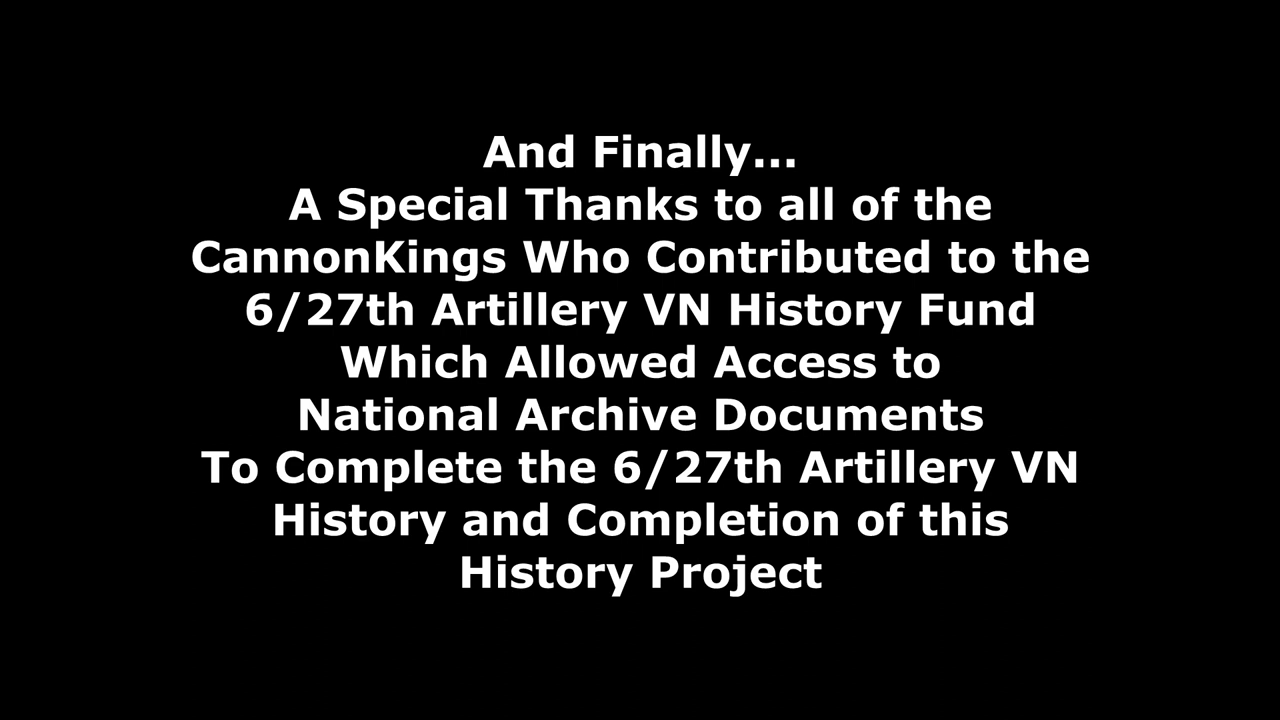 And Finally...
A Special Thanks to all of the
CannonKings Who Contributed to the
6/27th Artillery VN History Fund
Which Allowed Access to
National Archive Documents
To Complete the 6/27th Artillery VN
History and Completion of this
History Project